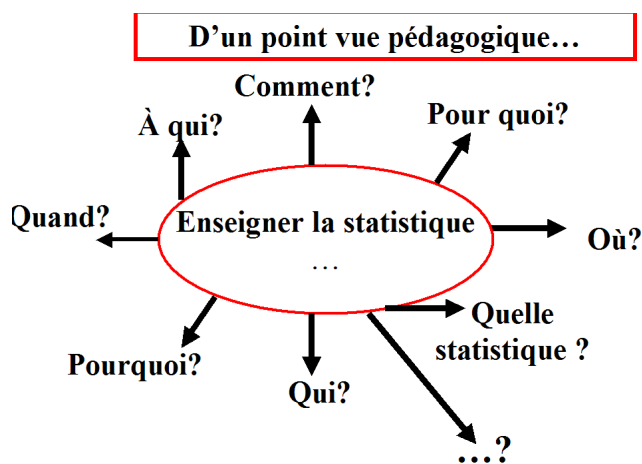 D'un point vue pédagogique…
Comment?
Pour quoi?
À qui?
Quand?
Enseigner la statistique
…
Où?
Quelle
statistique ?
Pourquoi?
Qui?
…?